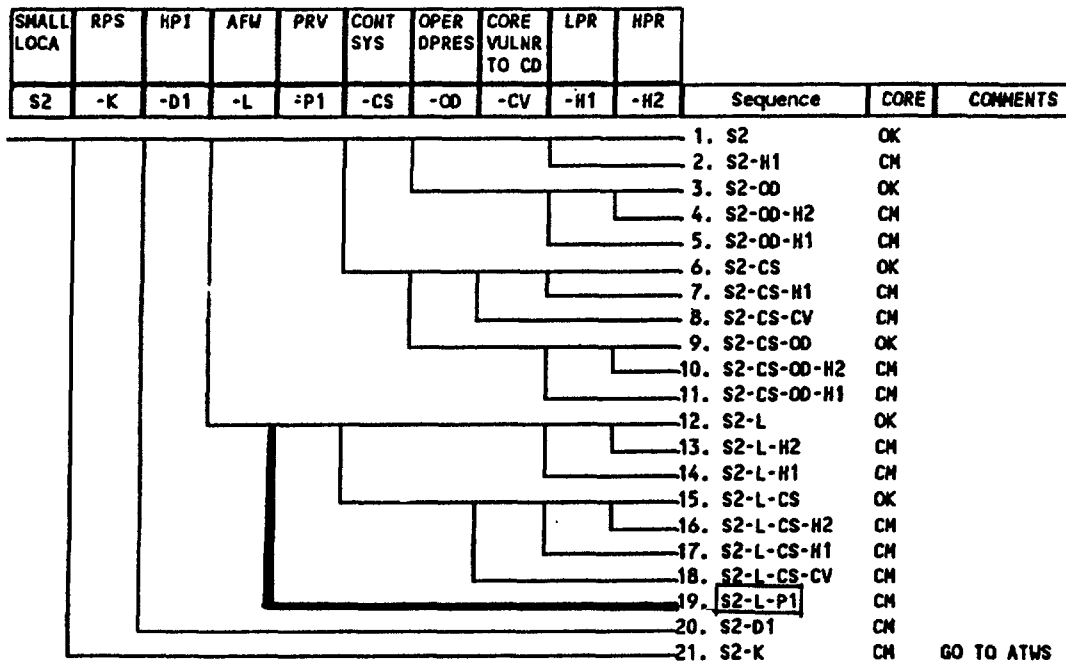 SMALL LOCA RPS HPI AFW PRV CONT SYS OPER DPRES CORE VULNR TO CD LPR HPR
S2 -K -D1 -L -P1 -CS -OD -CV -H1 -H2 Sequence CORE COMMENTS
1. S2 OK
2. S2-H1 CM
3. S2-OD OK
4. S2-OD-H2 CM
5. S2-OD-H1 CM
6. S2-CS OK
7. S2-CS-H1 CM
8. S2-CS-CV CM
9. S2-CS-OD OK
10. S2-CS-OD-H2 CM
11. S2-CS-OD-H1 CM
12. S2-L OK
13. S2-L-H2 CM
14. S2-L-H1 CM
15. S2-L-CS OK
16. S2-L-CS-H2 CM
17. S2-L-CS-H1 CM
18. S2-L-CS-CV CM
19. S2-L-P1 CM
20. S2-D1 CM
21. S2-K CM GO TO ATWS